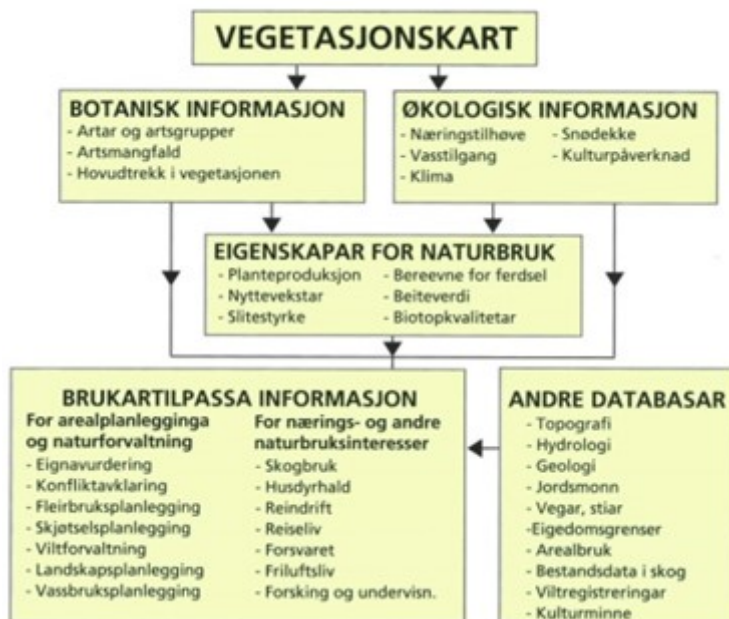 VEGETASJONSKART
BOTANISK INFORMASJON
- Artar og artsgrupper
- Artsmangfald
- Hovudtrekk i vegetasjonen
ØKOLOGISK INFORMASJON
- Næringstilhøve
- Vasstilgang
- Klima
- Snødekke
- Kulturpåverknad
EIGENSKAPAR FOR NATURBRUK
- Planteproduksjon
- Nyttevekstar
- Slitestyrke
- Bereevne for ferdsel
- Beiteverdi
- Biotopkvalitetar
BRUKARTILPASSA INFORMASJON
For arealplanlegginga
og naturforvaltning
- Eignavurdering
- Konfliktavklaring
- Fleirbruksplanlegging
- Skjøtselsplanlegging
- Viltforvaltning
- Landskapsplanlegging
- Vassbruksplanlegging
For nærings- og andre
naturbruksinteresser
- Skogbruk
- Husdyrhald
- Reindrift
- Reiseliv
- Forsvaret
- Friluftsliv
- Forsking og undervisn.
ANDRE DATABASAR
- Topografi
- Hydrologi
- Geologi
- Jordsmonn
- Vegar, stiar
-Eigedomsgrenser
- Arealbruk
- Bestandsdata i skog
- Viltregistreringar
- Kulturminne